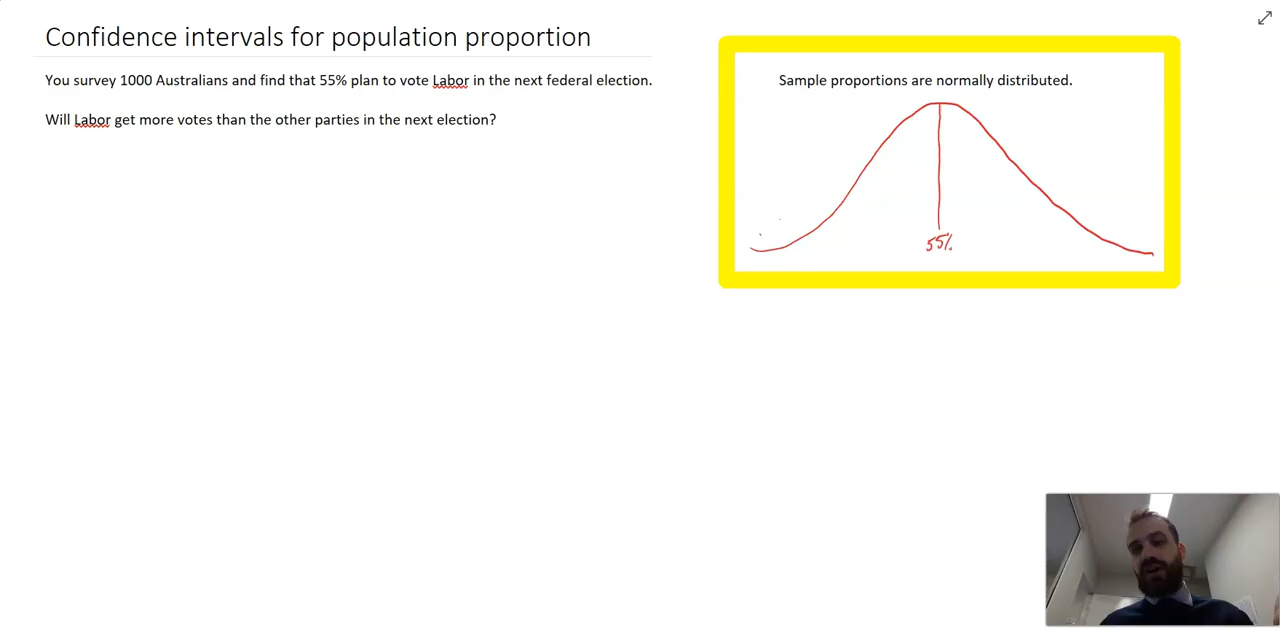 Confidence intervals for population proportion
You survey 1000 Australians and find that 55% plan to vote Labor in the next federal election.
Will Labor get more votes than the other parties in the next election?
Sample proportions are normally distributed.
55%